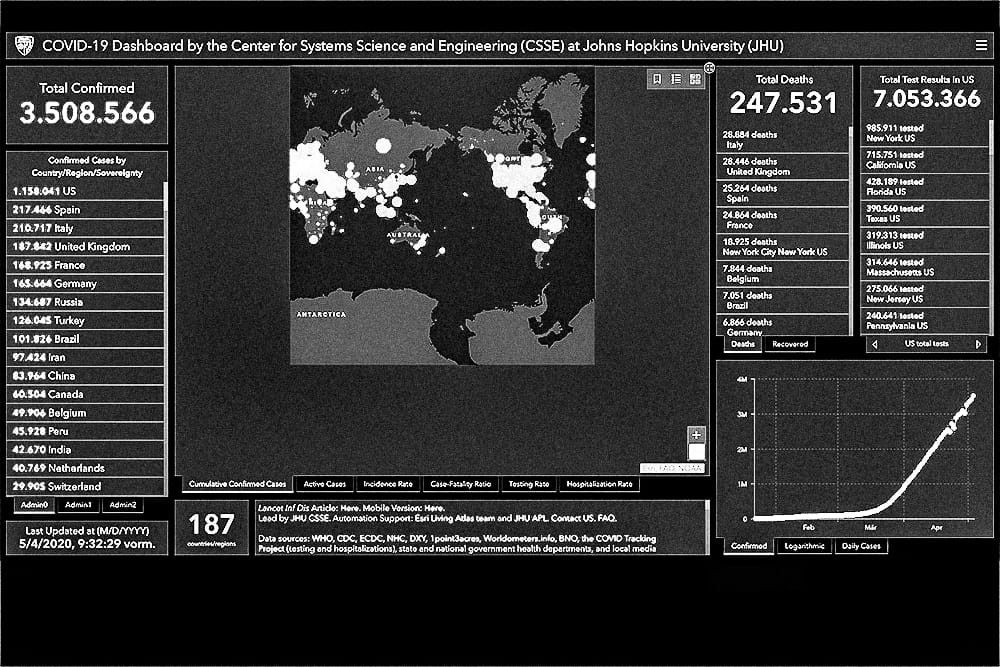 COVID-19 Dashboard by the Center for Systems Science and Engineering (CSSE) at Johns Hopkins University (JHU)
Total Confirmed
3.508.566
Confirmed Cases by
Country/Region/Sovereignty
1.158.041 US
217.466 Spain
210.717 Italy
187.842 United Kingdom
168.925 France
165.664 Germany
134.687 Russia
126.045 Turkey
101.826 Brazil
97.424 Iran
83.964 China
60.504 Canada
49.906 Belgium
45.928 Peru
42.670 India
40.769 Netherlands
29.905 Switzerland
Admin0 Admin1 Admin2
Last Updated at (M/D/YYYY)
5/4/2020, 9:32:29 vorm.
ASIA
AUSTRALIA
ANTARCTICA
Esri, FAO, NOAA
Cumulative Confirmed Cases Active Cases Incidence Rate Case-Fatality Ratio Testing Rate Hospitalization Rate
187
countries/regions
Lancet Inf Dis Article: Here. Mobile Version: Here.
Lead by JHU CSSE. Automation Support: Esri Living Atlas team and JHU APL. Contact US. FAQ.
Data sources: WHO, CDC, ECDC, NHC, DXY, 1point3acres, Worldometers.info, BNO, the COVID Tracking
Project (testing and hospitalizations), state and national government health departments, and local media
Total Deaths
247.531
28.884 deaths
Italy
28.446 deaths
United Kingdom
25.264 deaths
Spain
24.864 deaths
France
18.925 deaths
New York City New York US
7.844 deaths
Belgium
7.051 deaths
Brazil
6.866 deaths
Germany
Deaths Recovered
Total Test Results in US
7.053.366
985.911 tested
New York US
715.751 tested
California US
428.189 tested
Florida US
390.560 tested
Texas US
319.313 tested
Illinois US
314.646 tested
Massachusetts US
275.066 tested
New Jersey US
240.641 tested
Pennsylvania US
US total tests
4M
3M
2M
1M
0
Feb Mär Apr
Confirmed Logarithmic Daily Cases